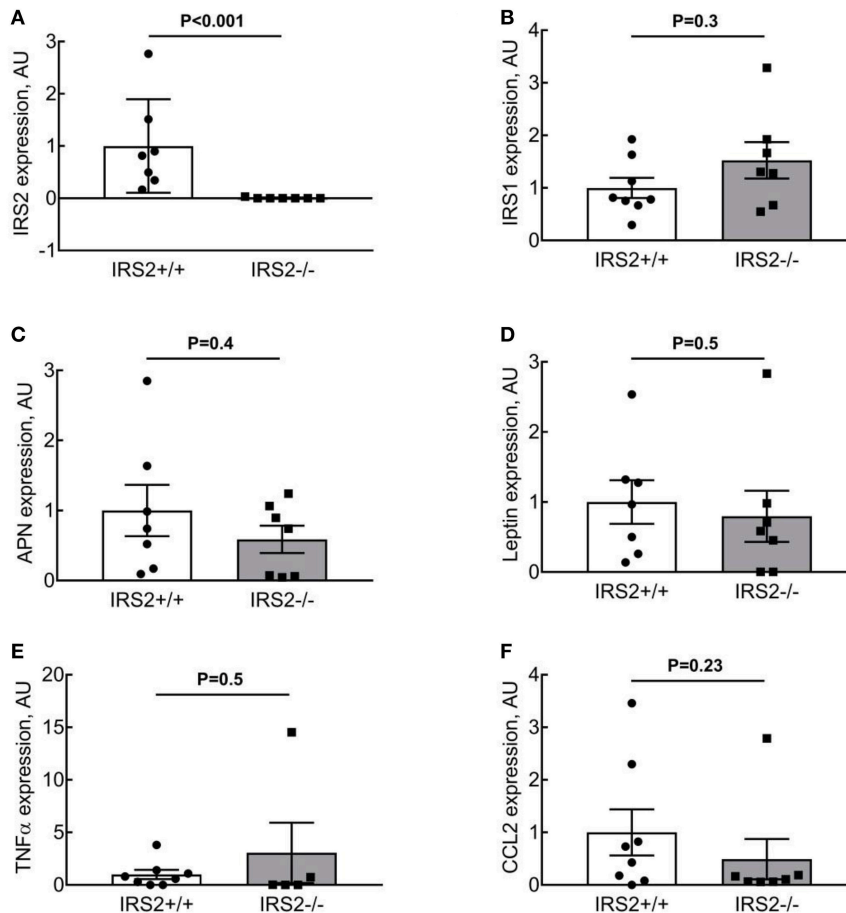 A
P<0.001
IRS2 expression, AU
3
2
1
0
-1
IRS2+/+ IRS2-/-
B
P=0.3
IRS1 expression, AU
4
3
2
1
0
IRS2+/+ IRS2-/-
C
P=0.4
APN expression, AU
3
2
1
0
IRS2+/+ IRS2-/-
D
P=0.5
Leptin expression, AU
3
2
1
0
IRS2+/+ IRS2-/-
E
P=0.5
TNFα expression, AU
20
15
10
5
0
IRS2+/+ IRS2-/-
F
P=0.23
CCL2 expression, AU
4
3
2
1
0
IRS2+/+ IRS2-/-